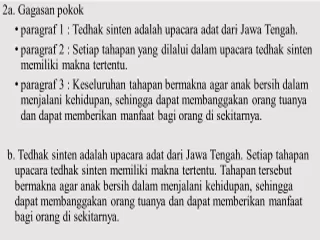 2a. Gagasan pokok
• paragraf 1 : Tedhak sinten adalah upacara adat dari Jawa Tengah.
• paragraf 2 : Setiap tahapan yang dilalui dalam upacara tedhak sinten
memiliki makna tertentu.
• paragraf 3 : Keseluruhan tahapan bermakna agar anak bersih dalam
menjalani kehidupan, sehingga dapat membanggakan orang tuanya
dan dapat memberikan manfaat bagi orang di sekitarnya.
b. Tedhak sinten adalah upacara adat dari Jawa Tengah. Setiap tahapan
upacara tedhak sinten memiliki makna tertentu. Tahapan tersebut
bermakna agar anak bersih dalam menjalani kehidupan, sehingga
dapat membanggakan orang tuanya dan dapat memberikan manfaat
bagi orang di sekitarnya.